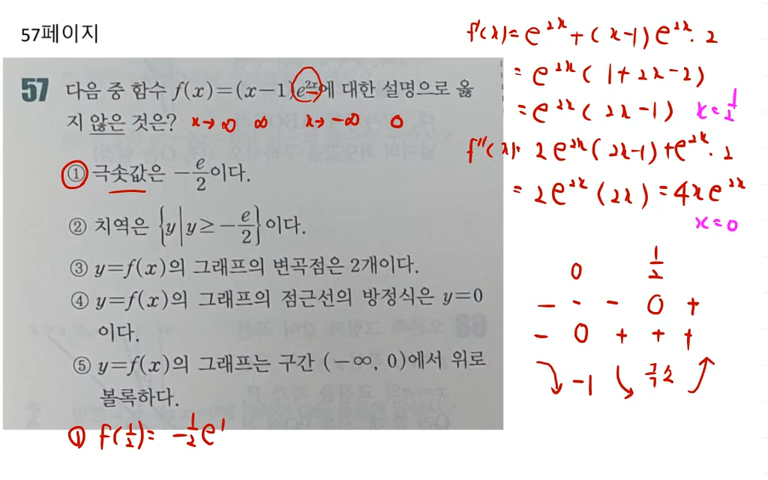 57페이지
57 다음 중 함수 f(x)=(x-1)e^{2x}에 대한 설명으로 옳
지 않은 것은? x→∞ ∞ x→-∞ 0
① 극솟값은 -e/2이다.
② 치역은 {y|y≥-e/2}이다.
③ y=f(x)의 그래프의 변곡점은 2개이다.
④ y=f(x)의 그래프의 점근선의 방정식은 y=0
이다.
⑤ y=f(x)의 그래프는 구간 (-∞, 0)에서 위로
볼록하다.
① f(1/2)= -1/2 e^1
f'(x)= e^{2x}+(x-1)e^{2x}·2
= e^{2x}(1+2x-2)
= e^{2x}(2x-1) x=1/2
f''(x)= 2e^{2x}(2x-1)+e^{2x}·2
= 2e^{2x}(2x) = 4xe^{2x}
x=0
0 1/2
- - - 0 +
- 0 + + +
-1